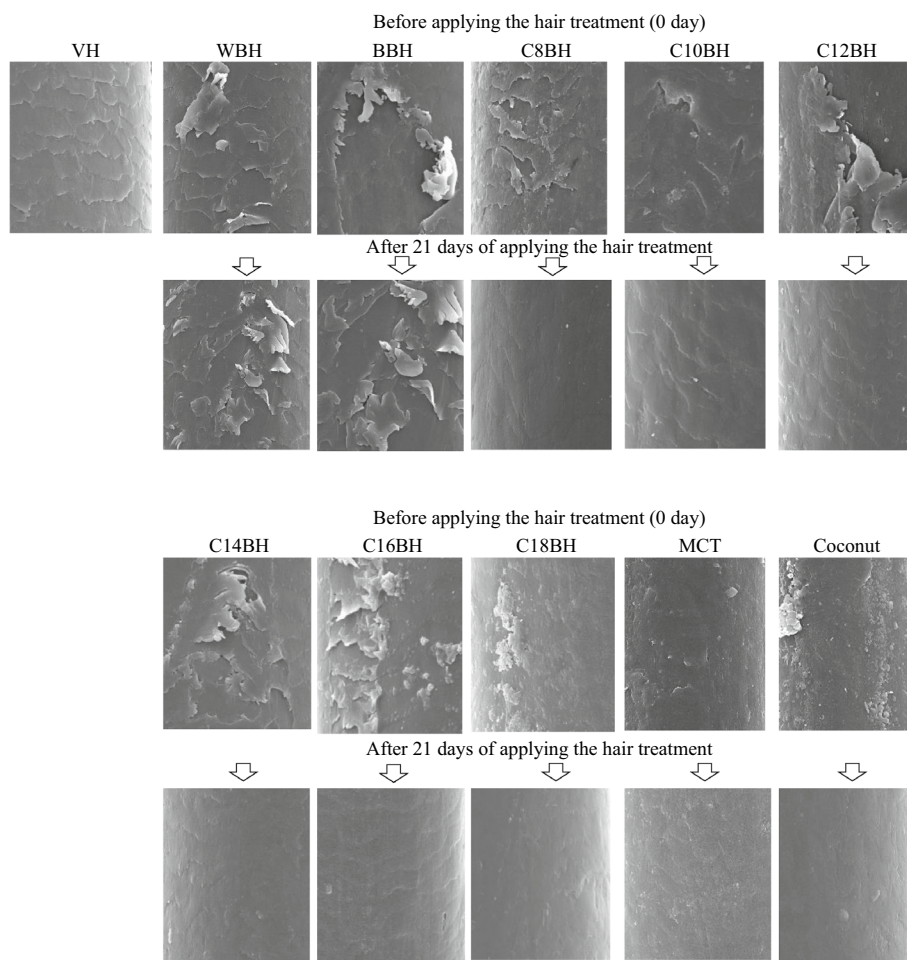 Before applying the hair treatment (0 day)
VH WBH BBH C8BH C10BH C12BH
After 21 days of applying the hair treatment
Before applying the hair treatment (0 day)
C14BH C16BH C18BH MCT Coconut
After 21 days of applying the hair treatment